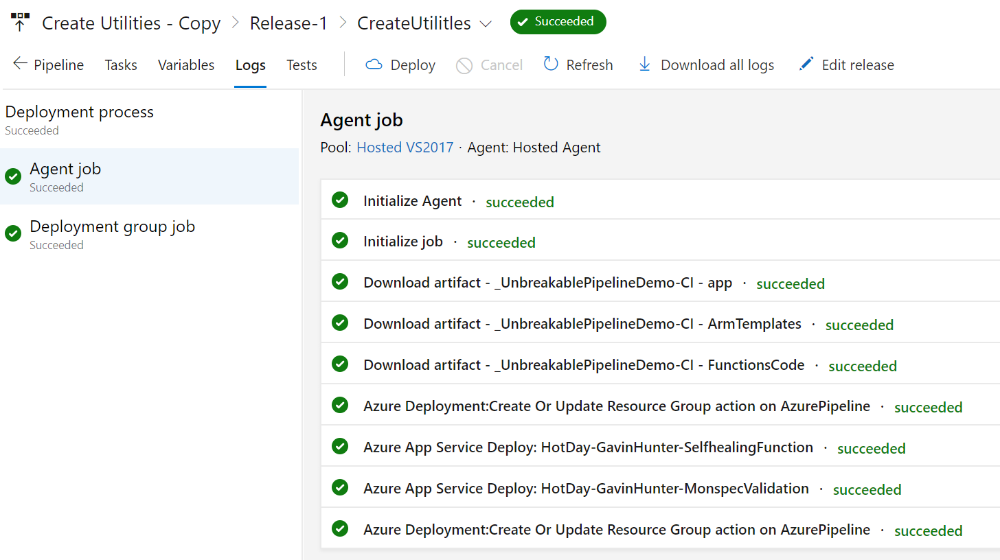 Create Utilities - Copy > Release-1 > CreateUtilitles Succeeded
Pipeline Tasks Variables Logs Tests Deploy Cancel Refresh Download all logs Edit release
Deployment process
Succeeded
Agent job
Succeeded
Deployment group job
Succeeded
Agent job
Pool: Hosted VS2017 · Agent: Hosted Agent
Initialize Agent · succeeded
Initialize job · succeeded
Download artifact - _UnbreakablePipelineDemo-CI - app · succeeded
Download artifact - _UnbreakablePipelineDemo-CI - ArmTemplates · succeeded
Download artifact - _UnbreakablePipelineDemo-CI - FunctionsCode · succeeded
Azure Deployment:Create Or Update Resource Group action on AzurePipeline · succeeded
Azure App Service Deploy: HotDay-GavinHunter-SelfhealingFunction · succeeded
Azure App Service Deploy: HotDay-GavinHunter-MonspecValidation · succeeded
Azure Deployment:Create Or Update Resource Group action on AzurePipeline · succeeded